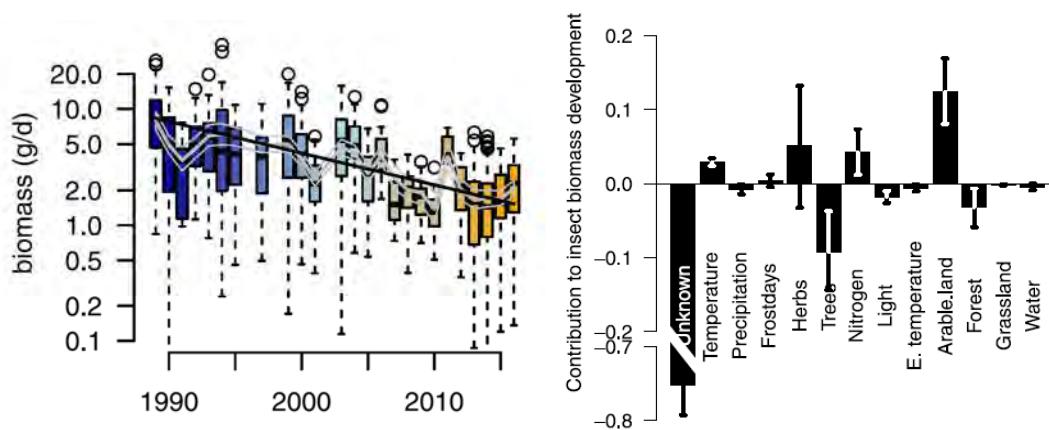 biomass (g/d)
20.0
10.0
5.0
2.0
1.0
0.5
0.2
0.1
1990 2000 2010
Contribution to insect biomass development
0.2
0.1
0.0
−0.1
−0.2
−0.7
−0.8
Unknown
Temperature
Precipitation
Frostdays
Herbs
Trees
Nitrogen
Light
E. temperature
Arable.land
Forest
Grassland
Water